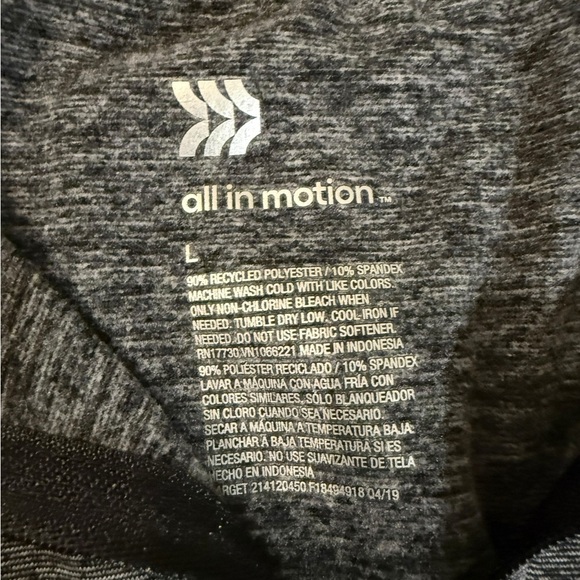 all in motion™
L
90% RECYCLED POLYESTER / 10% SPANDEX
MACHINE WASH COLD WITH LIKE COLORS.
ONLY NON-CHLORINE BLEACH WHEN
NEEDED. TUMBLE DRY LOW, COOL IRON IF
NEEDED. DO NOT USE FABRIC SOFTENER.
RN17730 VN1066221 MADE IN INDONESIA
90% POLIÉSTER RECICLADO / 10% SPANDEX
LAVAR A MÁQUINA CON AGUA FRÍA CON
COLORES SIMILARES, SÓLO BLANQUEADOR
SIN CLORO CUANDO SEA NECESARIO.
SECAR A MÁQUINA A TEMPERATURA BAJA.
PLANCHAR A BAJA TEMPERATURA SI ES
NECESARIO. NO USE SUAVIZANTE DE TELA
HECHO EN INDONESIA
TARGET 214120450 F18494918 04/19